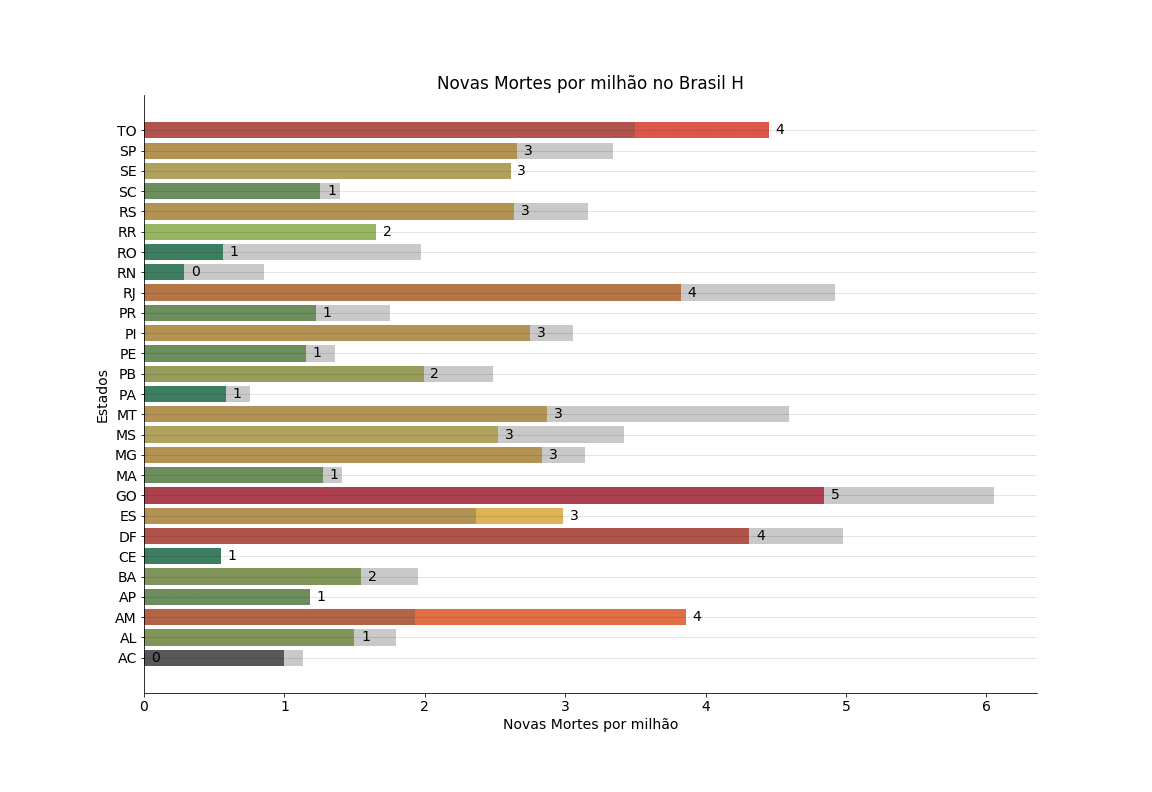 Novas Mortes por milhão no Brasil H
Estados
TO 4
SP 3
SE 3
SC 1
RS 3
RR 2
RO 1
RN 0
RJ 4
PR 1
PI 3
PE 1
PB 2
PA 1
MT 3
MS 3
MG 3
MA 1
GO 5
ES 3
DF 4
CE 1
BA 2
AP 1
AM 4
AL 1
AC 0
0 1 2 3 4 5 6
Novas Mortes por milhão